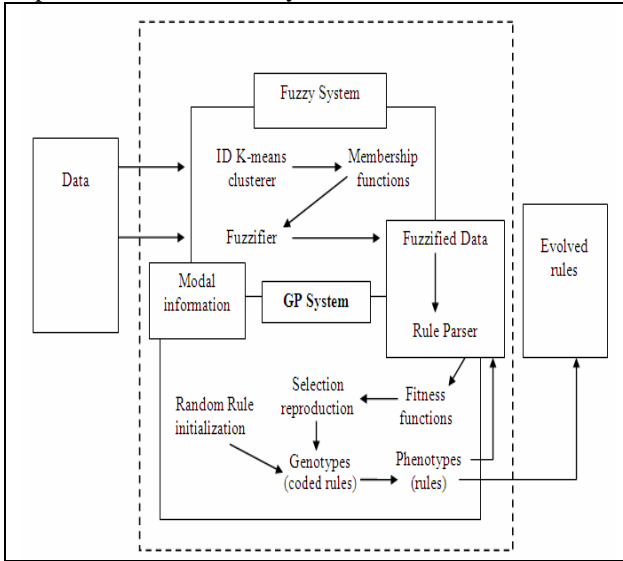 Fuzzy System
Data
ID K-means
clusterer
Membership
functions
Fuzzifier
Fuzzified Data
Evolved
rules
Modal
information
GP System
Rule Parser
Random Rule
initialization
Selection
reproduction
Fitness
functions
Genotypes
(coded rules)
Phenotypes
(rules)